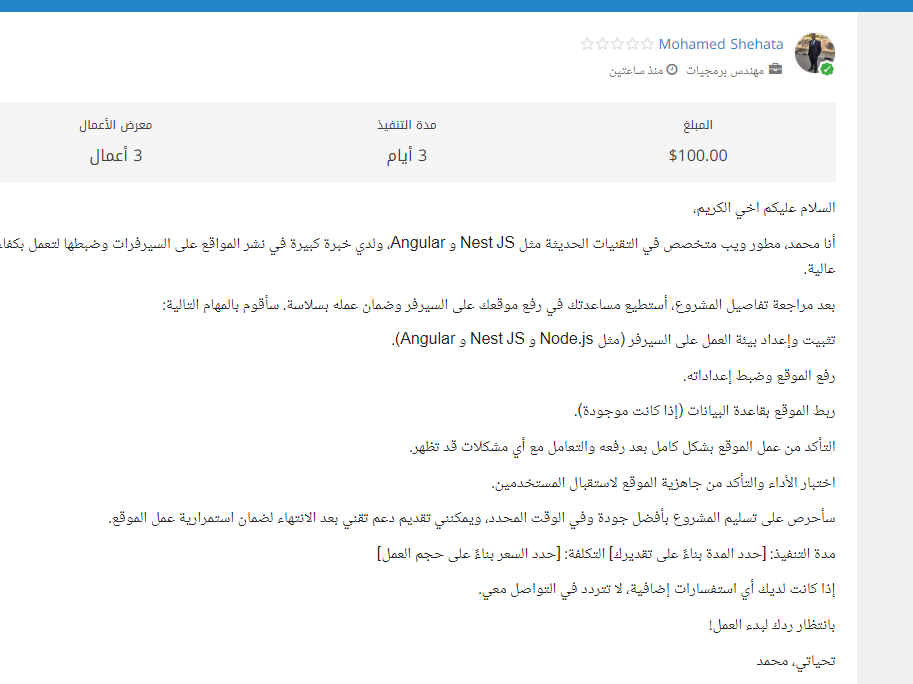 Mohamed Shehata
مهندس برمجيات منذ ساعتين
المبلغ مدة التنفيذ معرض الأعمال
$100.00 3 أيام 3 أعمال
السلام عليكم اخي الكريم،
أنا محمد، مطور ويب متخصص في التقنيات الحديثة مثل Nest JS و Angular، ولدي خبرة كبيرة في نشر المواقع على السيرفرات وضبطها لتعمل
عالية.
بعد مراجعة تفاصيل المشروع، أستطيع مساعدتك في رفع موقعك على السيرفر وضمان عمله بسلاسة. سأقوم بالمهام التالية:
تثبيت وإعداد بيئة العمل على السيرفر (مثل Node.js و Nest JS و Angular).
رفع الموقع وضبط إعداداته.
ربط الموقع بقاعدة البيانات (إذا كانت موجودة).
التأكد من عمل الموقع بشكل كامل بعد رفعه والتعامل مع أي مشكلات قد تظهر.
اختبار الأداء والتأكد من جاهزية الموقع لاستقبال المستخدمين.
سأحرص على تسليم المشروع بأفضل جودة وفي الوقت المحدد، ويمكنني تقديم دعم تقني بعد الانتهاء لضمان استمرارية عمل الموقع.
مدة التنفيذ: [حدد المدة بناءً على تقديرك] التكلفة: [حدد السعر بناءً على حجم العمل]
إذا كانت لديك أي استفسارات إضافية، لا تتردد في التواصل معي.
بانتظار ردك لبدء العمل!
تحياتي، محمد